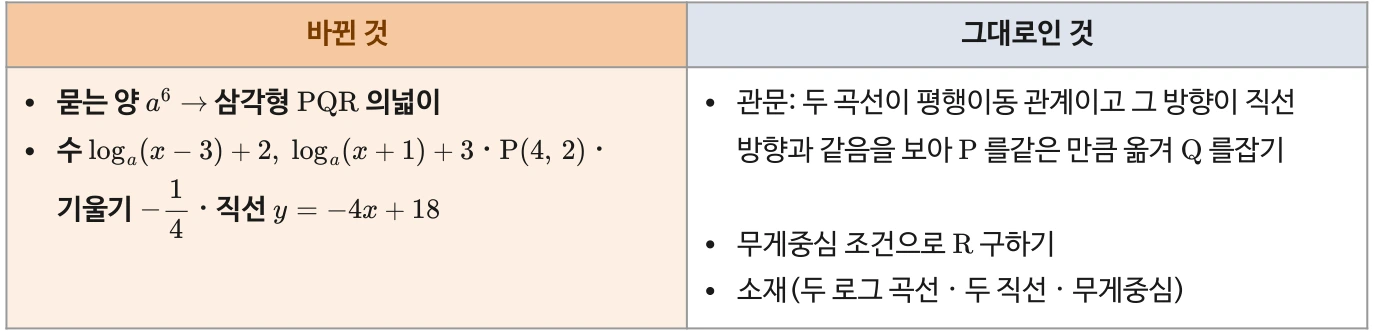 바뀐 것
그대로인 것
• 묻는 양 a⁶ → 삼각형 PQR 의넓이
• 수 logₐ(x − 3) + 2, logₐ(x + 1) + 3 · P(4, 2) ·
기울기 −1/4 · 직선 y = −4x + 18
• 관문: 두 곡선이 평행이동 관계이고 그 방향이 직선
방향과 같음을 보아 P 를같은 만큼 옮겨 Q 를잡기
• 무게중심 조건으로 R 구하기
• 소재(두 로그 곡선 · 두 직선 · 무게중심)